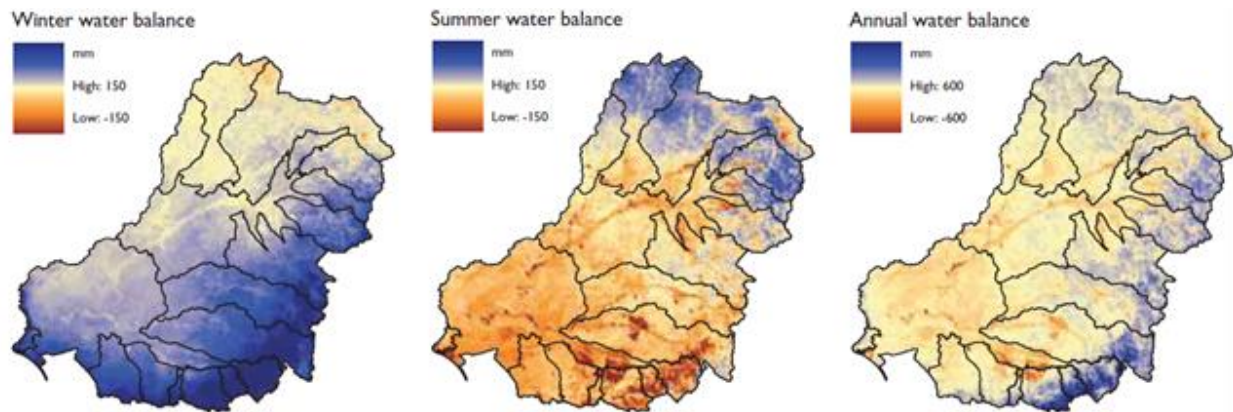 Winter water balance
mm
High: 150
Low: -150
Summer water balance
mm
High: 150
Low: -150
Annual water balance
mm
High: 600
Low: -600